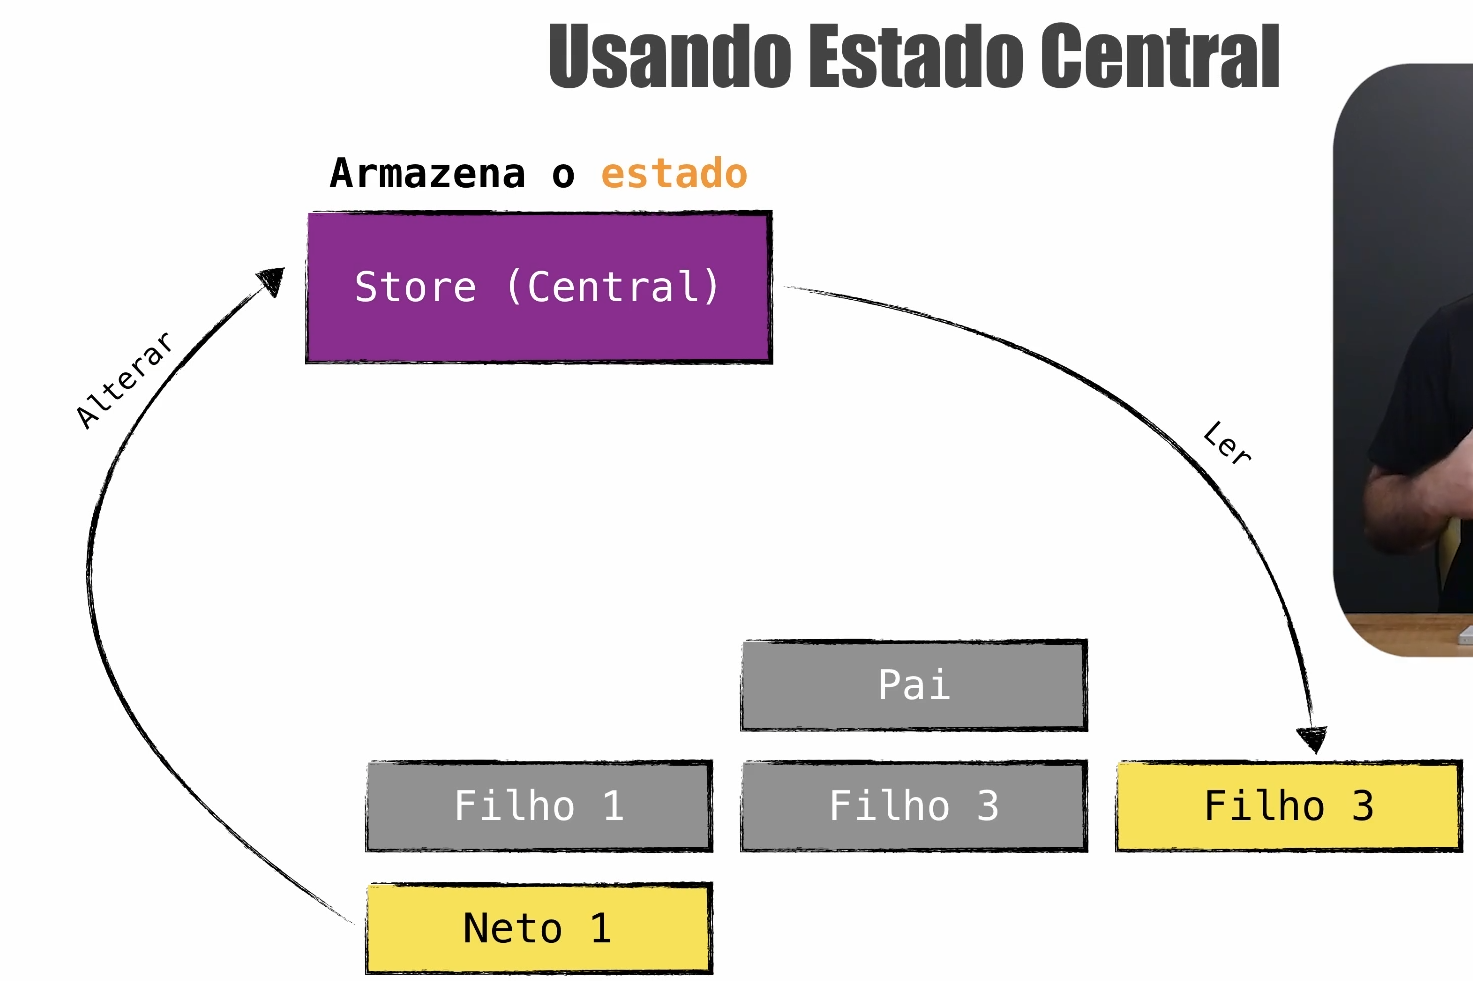 Usando Estado Central
Armazena o estado
Store (Central)
Alterar
Ler
Pai
Filho 1
Filho 3
Filho 3
Neto 1